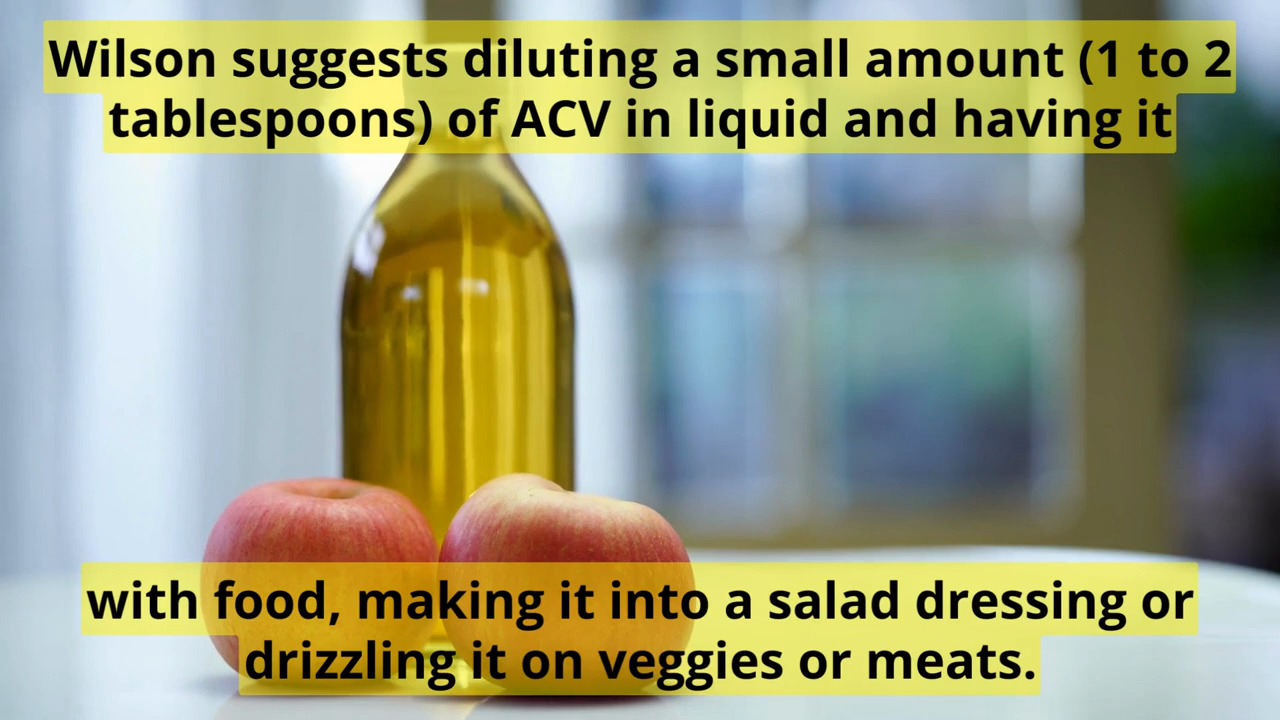 Wilson suggests diluting a small amount (1 to 2
tablespoons) of ACV in liquid and having it
with food, making it into a salad dressing or
drizzling it on veggies or meats.